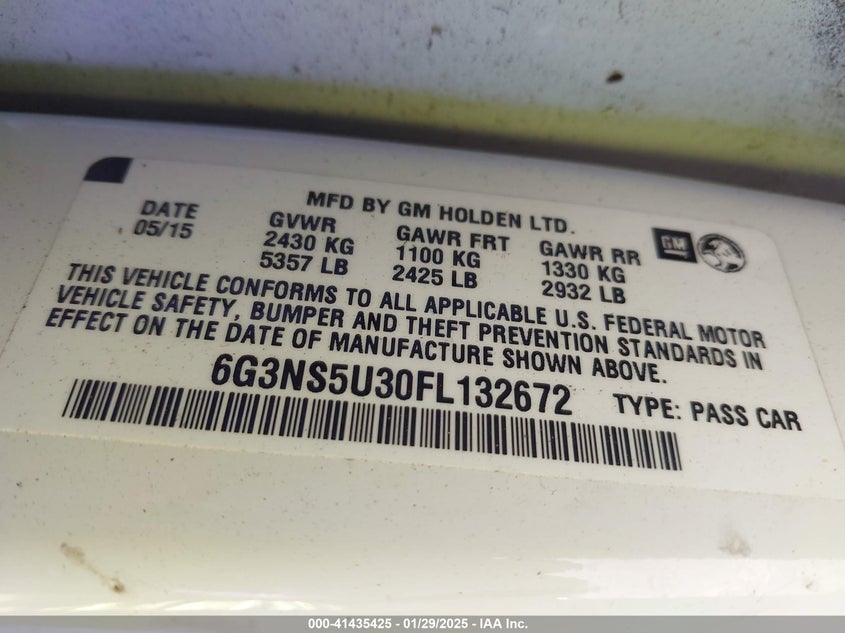 MFD BY GM HOLDEN LTD.
DATE
05/15
GVWR
2430 KG
5357 LB
GAWR FRT
1100 KG
2425 LB
GAWR RR
1330 KG
2932 LB
GM
THIS VEHICLE CONFORMS TO ALL APPLICABLE U.S. FEDERAL MOTOR
VEHICLE SAFETY, BUMPER AND THEFT PREVENTION STANDARDS IN
EFFECT ON THE DATE OF MANUFACTURE SHOWN ABOVE.
6G3NS5U30FL132672
TYPE: PASS CAR
000-41435425 - 01/29/2025 - IAA Inc.